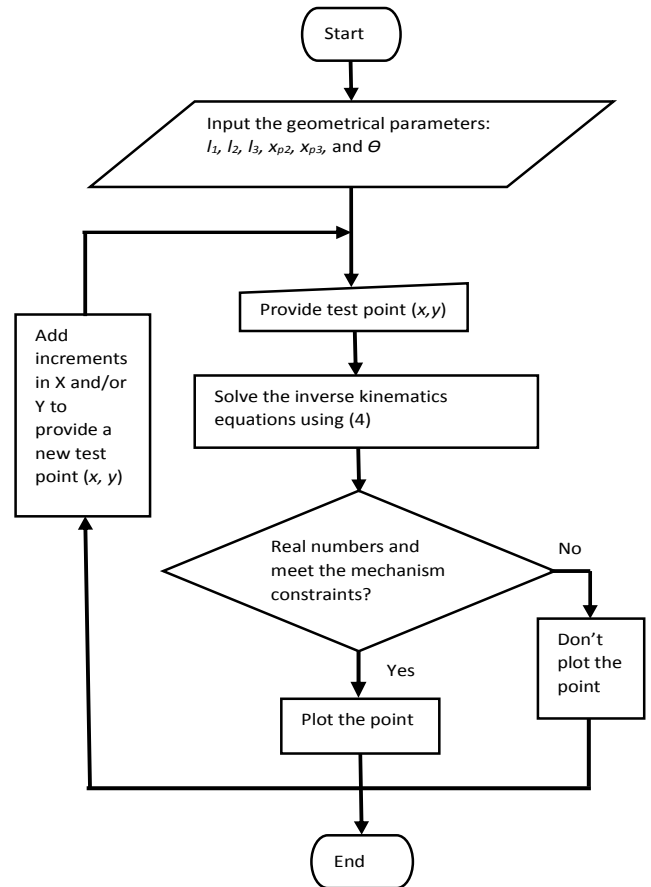 Start
Input the geometrical parameters:
l₁, l₂, l₃, xₚ₂, xₚ₃, and Ɵ
Provide test point (x,y)
Add
increments
in X and/or
Y to
provide a
new test
point (x, y)
Solve the inverse kinematics
equations using (4)
Real numbers and
meet the mechanism
constraints?
No
Yes
Don’t
plot the
point
Plot the point
End